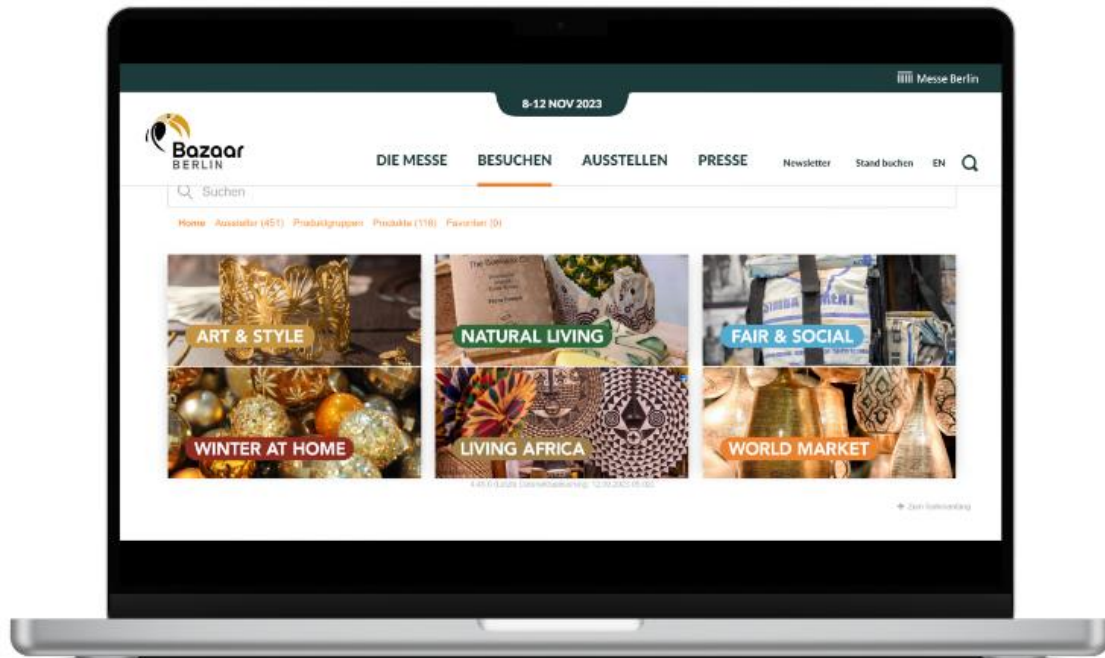 Messe Berlin
8-12 NOV 2023
Bazaar
BERLIN
DIE MESSE BESUCHEN AUSSTELLEN PRESSE Newsletter Stand buchen EN
Suchen
Home Aussteller (451) Produktgruppen Produkte (116) Favoriten (0)
ART & STYLE NATURAL LIVING FAIR & SOCIAL
WINTER AT HOME LIVING AFRICA WORLD MARKET
Zum Seitenanfang